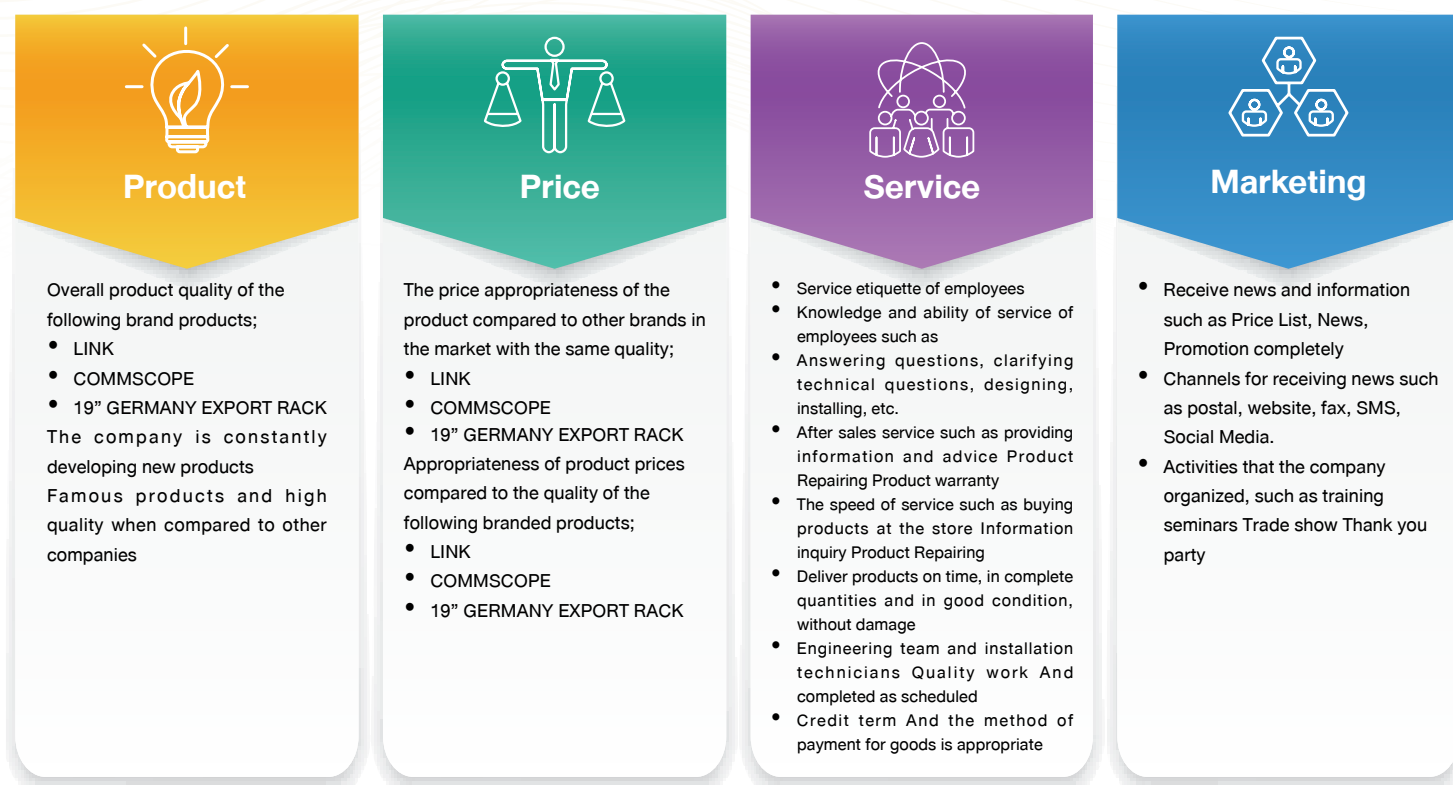 Product
Overall product quality of the
following brand products;
• LINK
• COMMSCOPE
• 19” GERMANY EXPORT RACK
The company is constantly
developing new products
Famous products and high
quality when compared to other
companies
Price
The price appropriateness of the
product compared to other brands in
the market with the same quality;
• LINK
• COMMSCOPE
• 19” GERMANY EXPORT RACK
Appropriateness of product prices
compared to the quality of the
following branded products;
• LINK
• COMMSCOPE
• 19” GERMANY EXPORT RACK
Service
• Service etiquette of employees
• Knowledge and ability of service of
employees such as
• Answering questions, clarifying
technical questions, designing,
installing, etc.
• After sales service such as providing
information and advice Product
Repairing Product warranty
• The speed of service such as buying
products at the store Information
inquiry Product Repairing
• Deliver products on time, in complete
quantities and in good condition,
without damage
• Engineering team and installation
technicians Quality work And
completed as scheduled
• Credit term And the method of
payment for goods is appropriate
Marketing
• Receive news and information
such as Price List, News,
Promotion completely
• Channels for receiving news such
as postal, website, fax, SMS,
Social Media.
• Activities that the company
organized, such as training
seminars Trade show Thank you
party